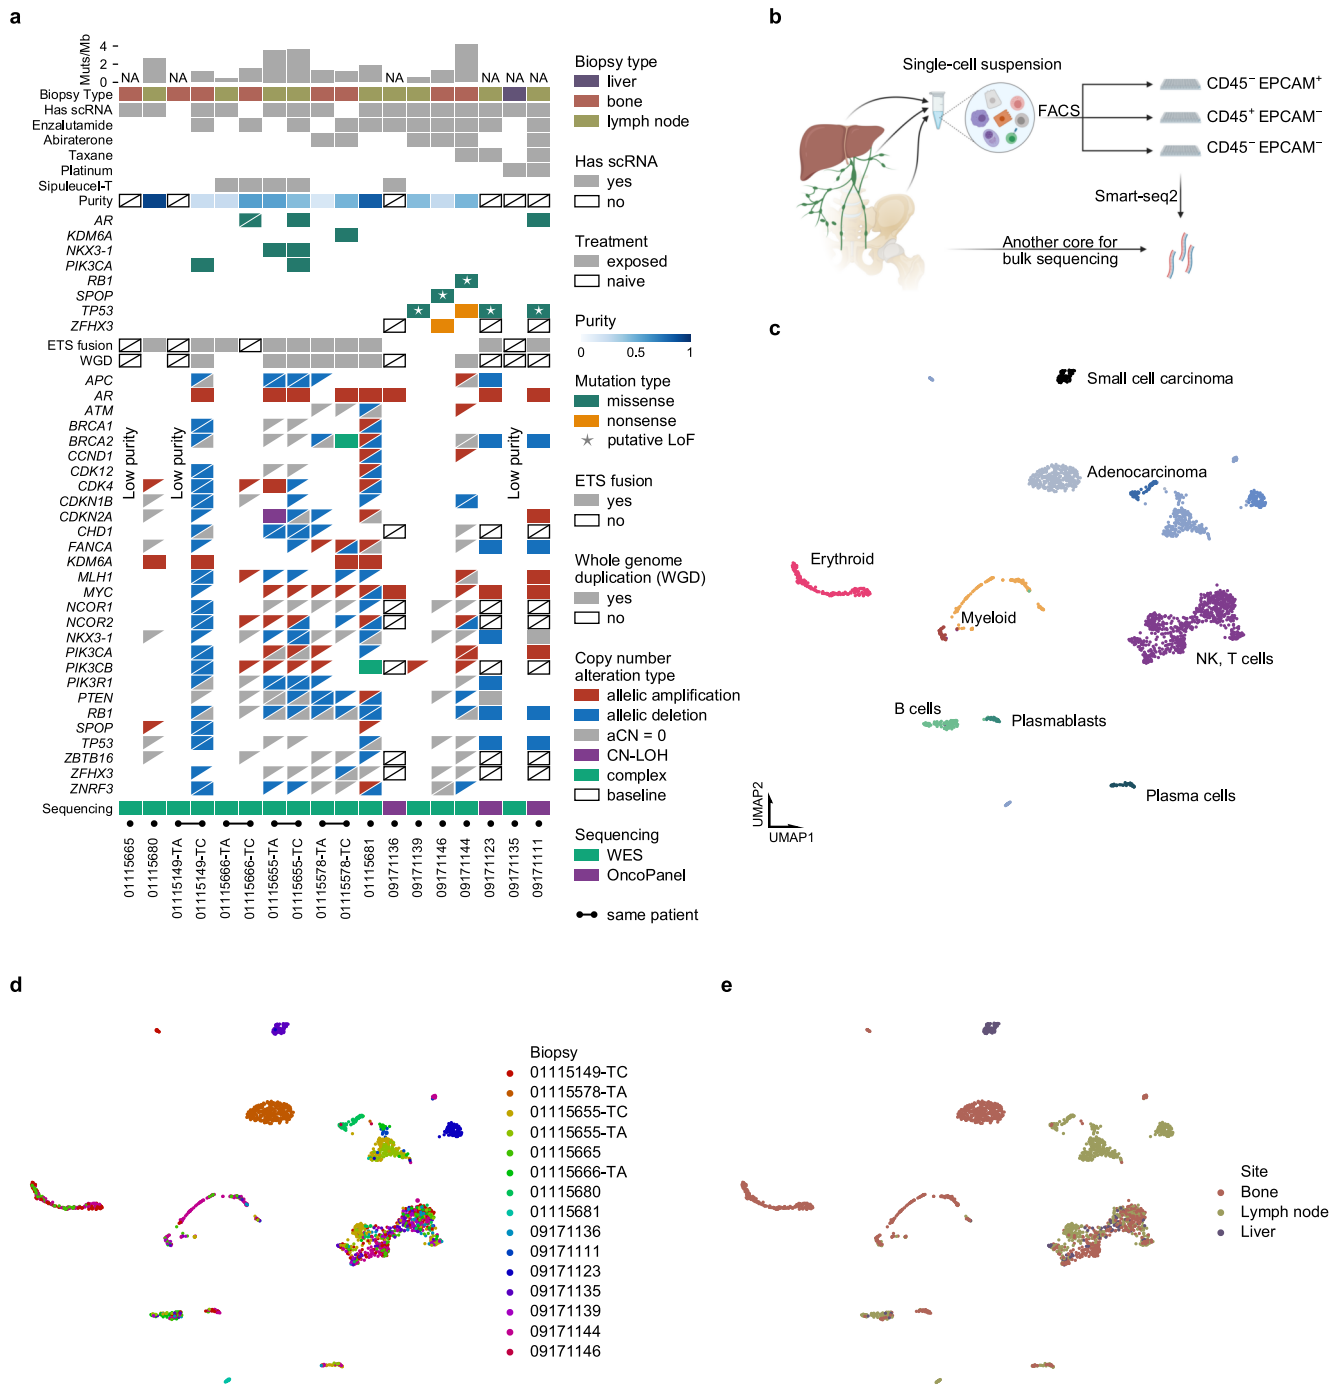 a
Muts/Mb
4
2
0
NA NA NA NA NA NA
Biopsy Type
Has scRNA
Enzalutamide
Abiraterone
Taxane
Platinum
Sipuleucel-T
Purity
AR
KDM6A
NKX3-1
PIK3CA
RB1
SPOP
TP53
ZFHX3
ETS fusion
WGD
APC
AR
ATM
BRCA1
BRCA2
CCND1
CDK12
CDK4
CDKN1B
CDKN2A
CHD1
FANCA
KDM6A
MLH1
MYC
NCOR1
NCOR2
NKX3-1
PIK3CA
PIK3CB
PIK3R1
PTEN
RB1
SPOP
TP53
ZBTB16
ZFHX3
ZNRF3
Low purity
Low purity
Low purity
Sequencing
01115665
01115680
01115149-TA
01115149-TC
01115666-TA
01115666-TC
01115655-TA
01115655-TC
01115578-TA
01115578-TC
01115681
09171136
09171139
09171146
09171144
09171123
09171135
09171111
Biopsy type
liver
bone
lymph node
Has scRNA
yes
no
Treatment
exposed
naive
Purity
0 0.5 1
Mutation type
missense
nonsense
putative LoF
ETS fusion
yes
no
Whole genome
duplication (WGD)
yes
no
Copy number
alteration type
allelic amplification
allelic deletion
aCN = 0
CN-LOH
complex
baseline
Sequencing
WES
OncoPanel
same patient
b
Single-cell suspension
FACS
CD45⁻ EPCAM⁺
CD45⁺ EPCAM⁻
CD45⁻ EPCAM⁻
Smart-seq2
Another core for
bulk sequencing
c
Small cell carcinoma
Adenocarcinoma
Erythroid
Myeloid
NK, T cells
B cells
Plasmablasts
Plasma cells
UMAP2
UMAP1
d
Biopsy
01115149-TC
01115578-TA
01115655-TC
01115655-TA
01115665
01115666-TA
01115680
01115681
09171136
09171111
09171123
09171135
09171139
09171144
09171146
e
Site
Bone
Lymph node
Liver